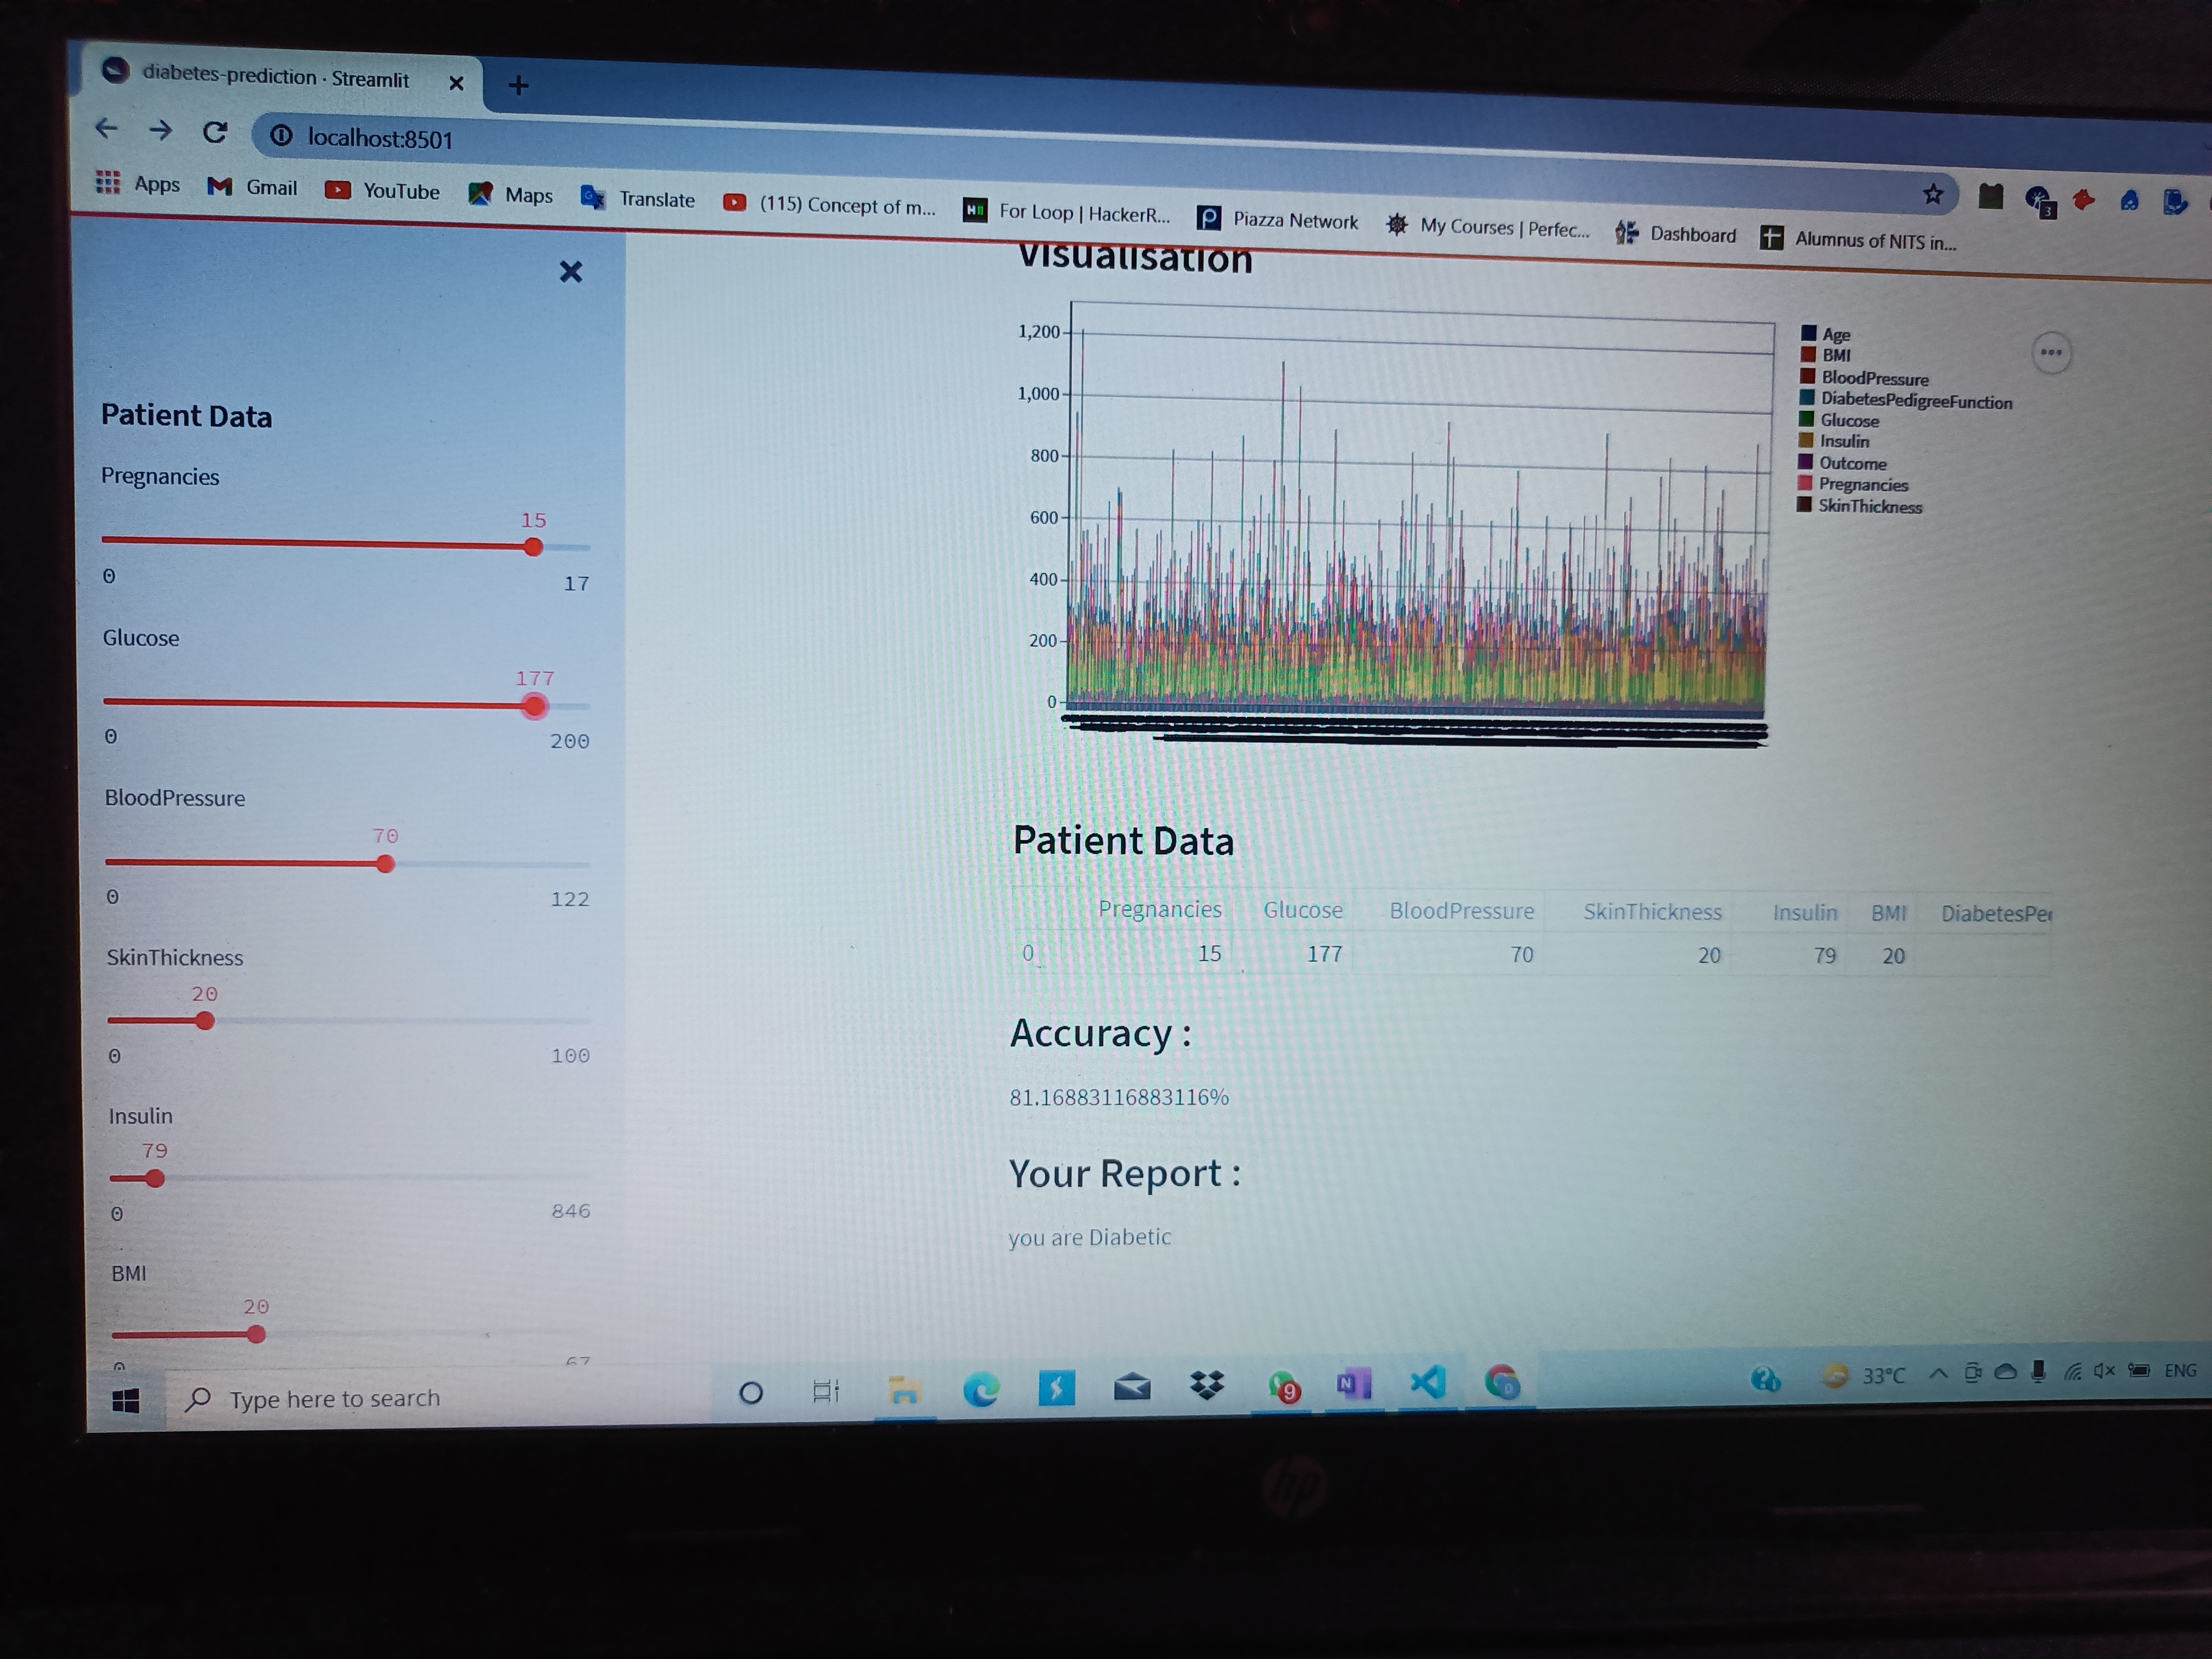 diabetes-prediction · Streamlit
localhost:8501
Apps Gmail YouTube Maps Translate (115) Concept of m... For Loop | HackerR... Piazza Network My Courses | Perfec... Dashboard Alumnus of NITS in...
3
Patient Data
Pregnancies
15
0 17
Glucose
177
0 200
BloodPressure
70
0 122
SkinThickness
20
0 100
Insulin
79
0 846
BMI
20
0 67
Visualisation
1,200
1,000
800
600
400
200
0
Age
BMI
BloodPressure
DiabetesPedigreeFunction
Glucose
Insulin
Outcome
Pregnancies
SkinThickness
Patient Data
Pregnancies Glucose BloodPressure SkinThickness Insulin BMI DiabetesPe
0 15 177 70 20 79 20
Accuracy :
81.16883116883116%
Your Report :
you are Diabetic
Type here to search
9
N
D
33°C
ENG
hp